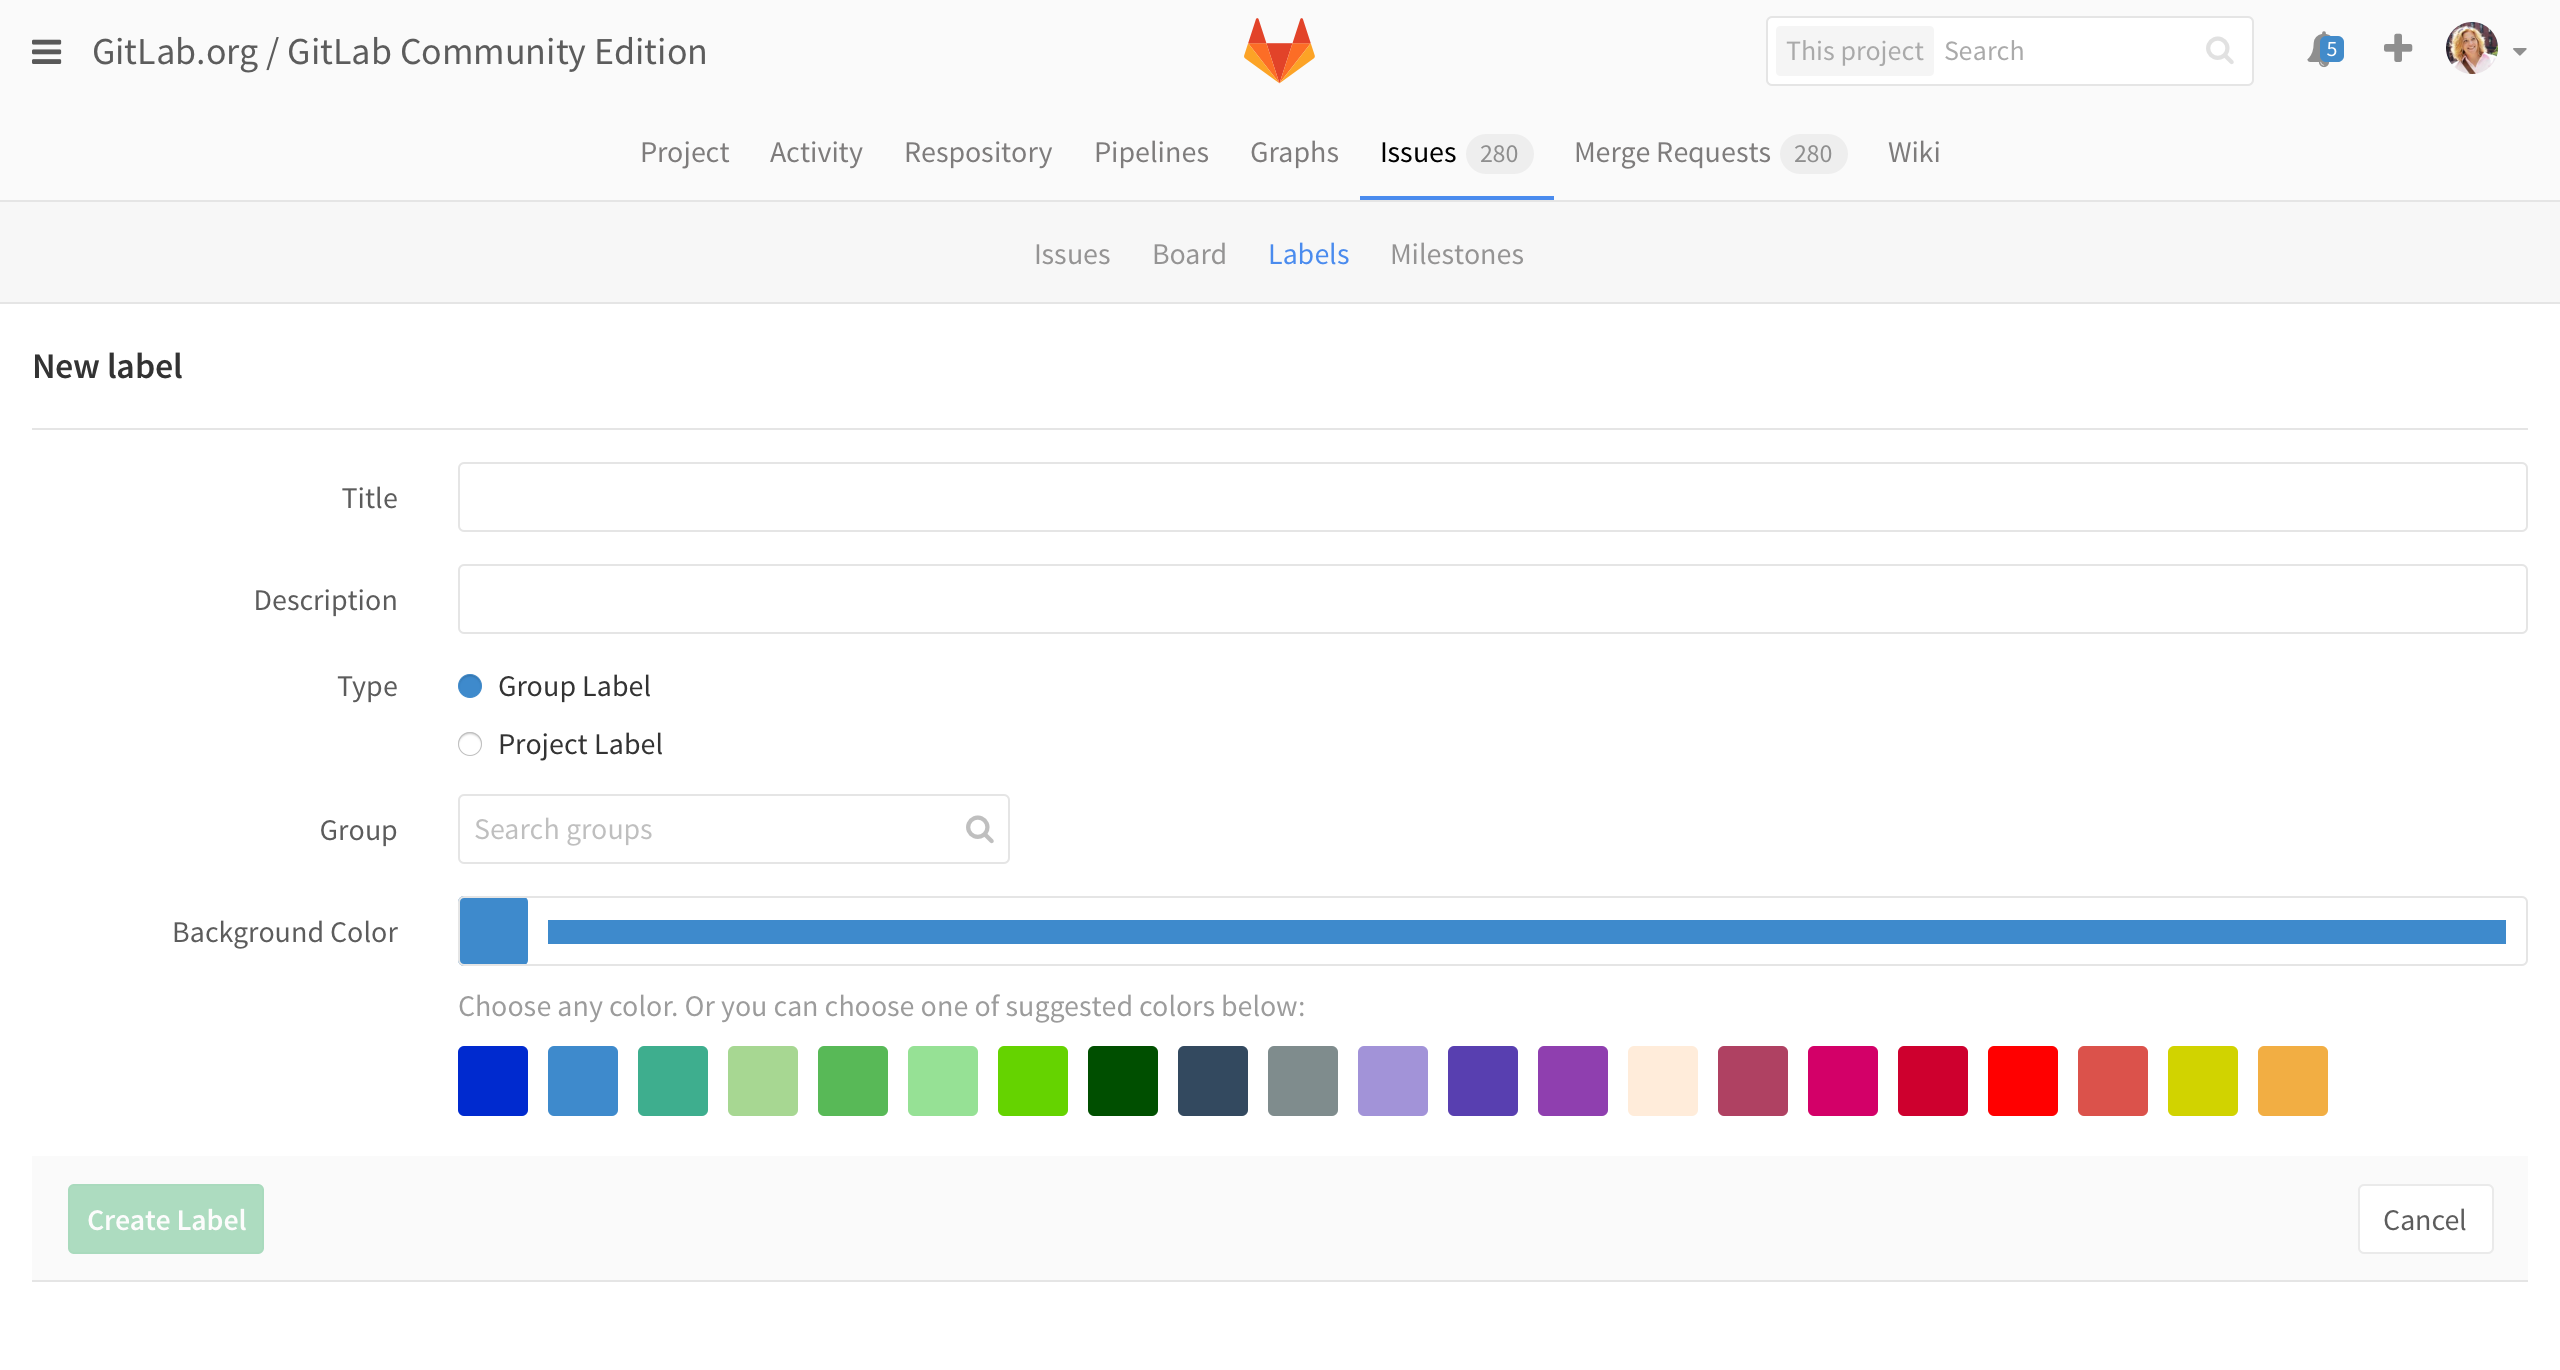 GitLab.org / GitLab Community Edition
This project Search
5
Project Activity Respository Pipelines Graphs Issues 280 Merge Requests 280 Wiki
Issues Board Labels Milestones
New label
Title
Description
Type Group Label
Project Label
Group Search groups
Background Color
Choose any color. Or you can choose one of suggested colors below:
Create Label Cancel